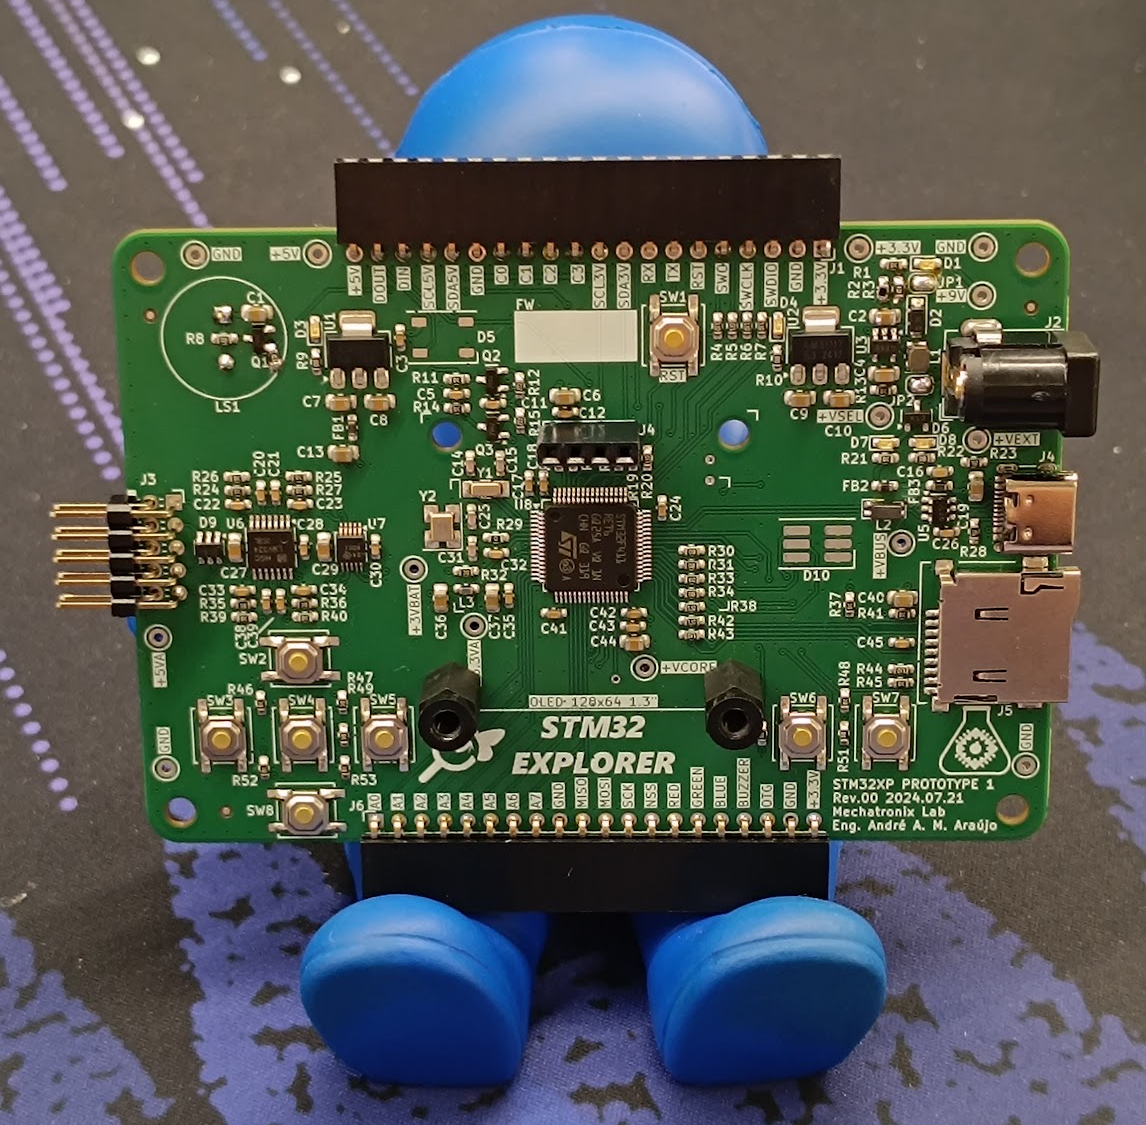 GND
+5V
+5V
DOUT
DIN
SCL5V
SDA5V
GND
C0
C1
C2
C3
SCL3V
SDA3V
RX
TX
RST
SWO
SWCLK
SWDIO
GND
+3.3V
J1
+3.3V
GND
D1
R1
R2
R3
JP1
+9V
C1
R8
Q1
LS1
D3
U1
R9
C3
D5
FW
SW1
RST
R4
R5
R6
R7
D4
U2
R10
C2
U3
D2
L1
J2
Q2
R11
C5
R14
R12
C11
R15
Q3
C6
C12
C7
C8
FB1
C13
C9
+VSEL
C10
R13
C4
JP2
D6
D7
D8
R21
R22
+VEXT
R23
J4
J4
J3
R26
R24
C22
C20
C21
R25
R27
C23
C14
C15
Y1
C17
C18
R19
R20
C24
C16
FB2
FB3
L2
U5
C19
C26
R28
+VBUS
D9
U6
C28
U7
C27
C29
C30
Y2
C25
R29
C31
C32
R32
L3
+3VBAT
STM32F413
D10
R30
R31
R33
R34
R38
R42
R43
R35
R39
C33
C34
R36
R40
C38
C39
C36
C37
C35
C41
C42
C43
C44
R37
C40
R41
C45
R44
R45
+5VA
+VCORE
SW2
R46
R47
R49
SW3
SW4
SW5
SW6
SW7
R48
R51
J5
GND
GND
R52
R53
SW8
OLED 128x64 1.3"
STM32
EXPLORER
J6
A0
A1
A2
A3
A4
A5
A6
A7
GND
MISO
MOSI
SCK
NSS
RED
GREEN
BLUE
BUZZER
OTG
GND
+3.3V
STM32XP PROTOTYPE 1
Rev.00 2024.07.21
Mechatronix Lab
Eng. André A. M. Araújo